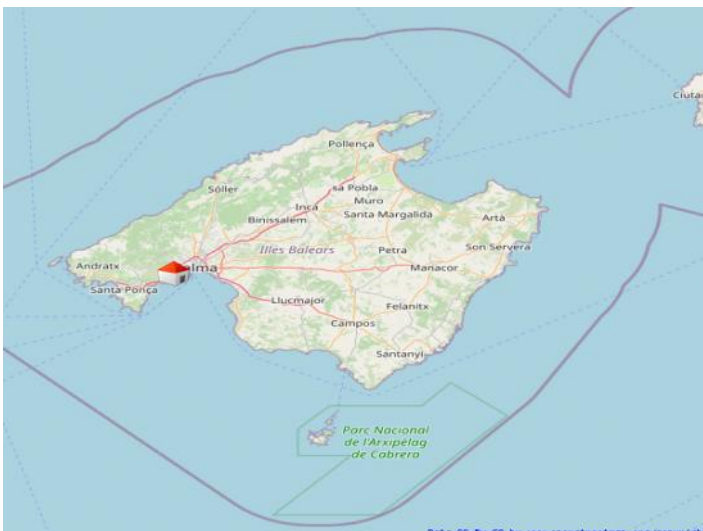 Ciuta
Pollença
Sóller
sa Pobla
Inca
Muro
Binissalem
Santa Margalida
Artà
Illes Balears
Petra
Son Servera
Andratx
lma
Manacor
Santa Ponça
Llucmajor
Felanitx
Campos
Santanyí
Parc Nacional
de l'Arxipèlag
de Cabrera